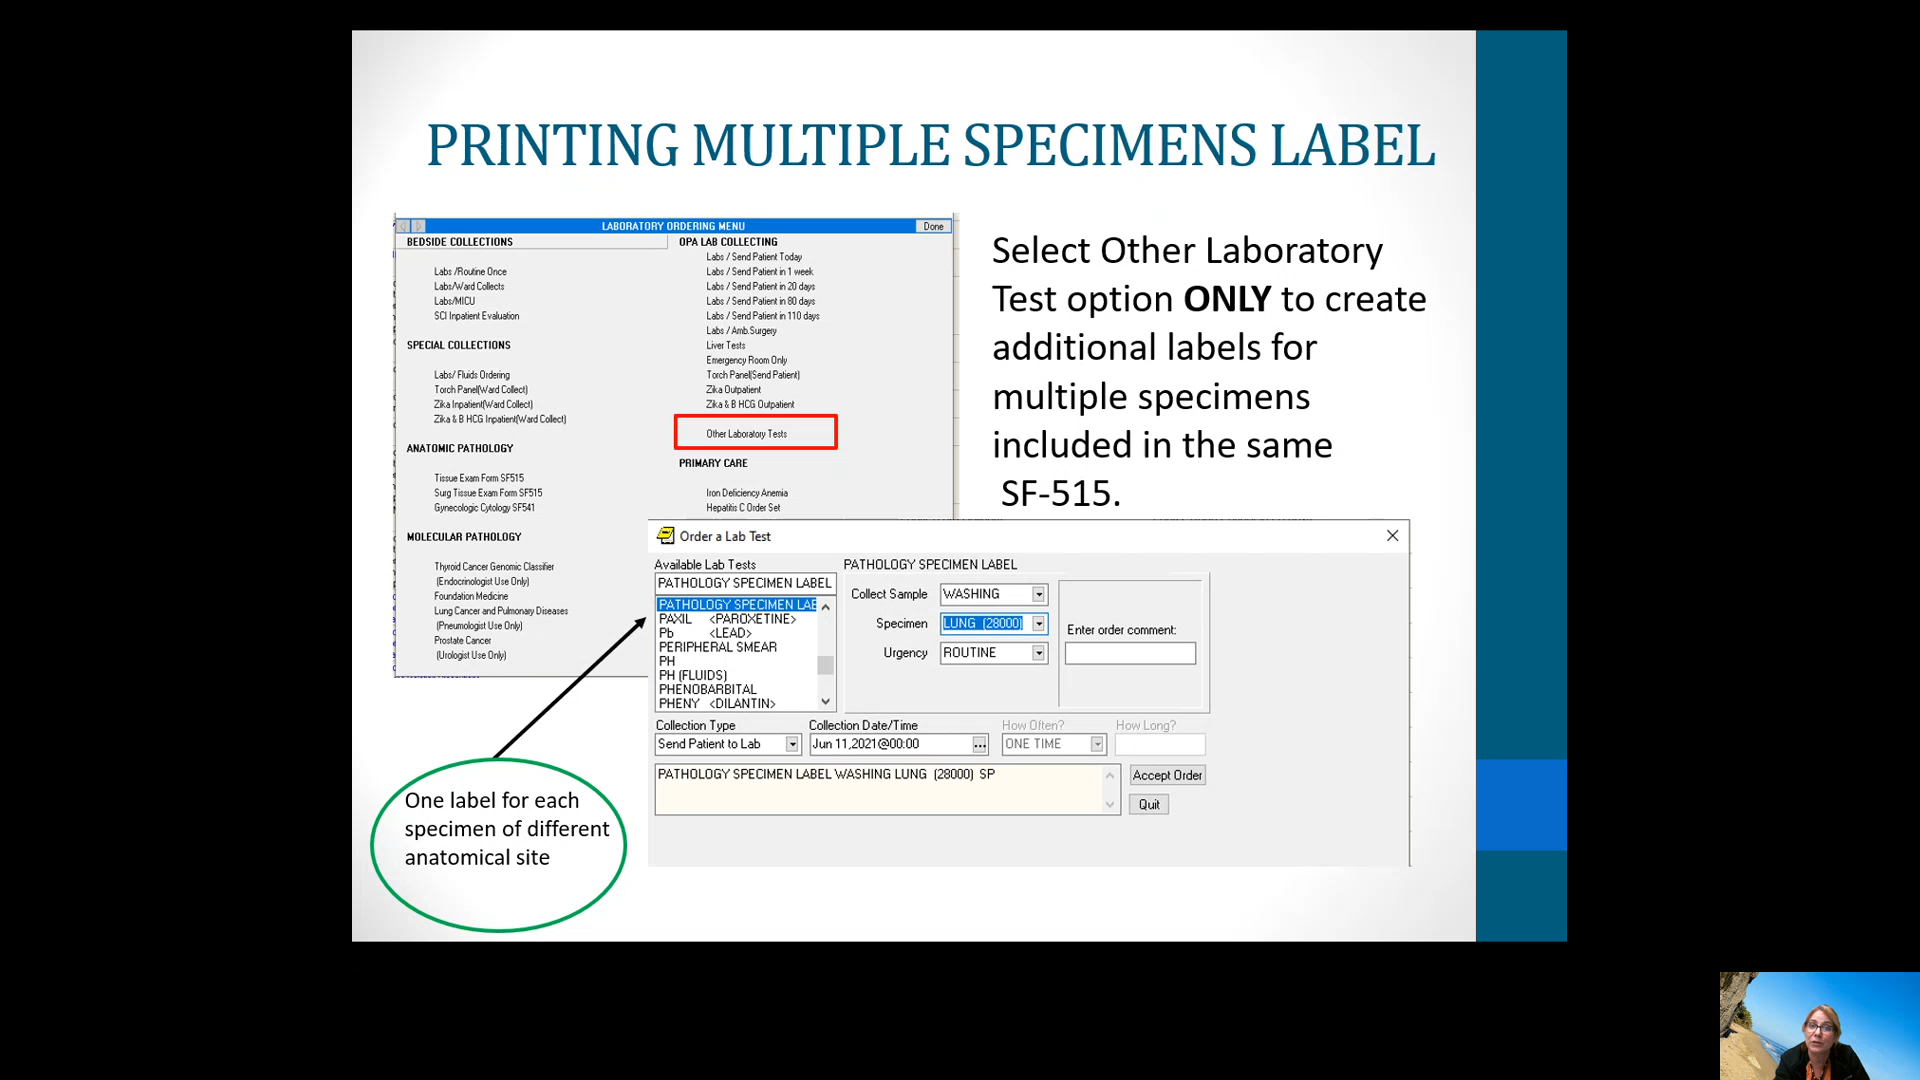 PRINTING MULTIPLE SPECIMENS LABEL
LABORATORY ORDERING MENU
Done
BEDSIDE COLLECTIONS
Labs /Routine Once
Labs/Ward Collects
Labs/MICU
SCI Inpatient Evaluation
SPECIAL COLLECTIONS
Labs/ Fluids Ordering
Torch Panel(Ward Collect)
Zika Inpatient(Ward Collect)
Zika & B HCG Inpatient(Ward Collect)
ANATOMIC PATHOLOGY
Tissue Exam Form SF515
Surg Tissue Exam Form SF515
Gynecologic Cytology SF541
MOLECULAR PATHOLOGY
Thyroid Cancer Genomic Classifier
(Endocrinologist Use Only)
Foundation Medicine
Lung Cancer and Pulmonary Diseases
(Pneumologist Use Only)
Prostate Cancer
(Urologist Use Only)
OPA LAB COLLECTING
Labs / Send Patient Today
Labs / Send Patient in 1 week
Labs / Send Patient in 20 days
Labs / Send Patient in 80 days
Labs / Send Patient in 110 days
Labs / Amb.Surgery
Liver Tests
Emergency Room Only
Torch Panel(Send Patient)
Zika Outpatient
Zika & B HCG Outpatient
Other Laboratory Tests
PRIMARY CARE
Iron Deficiency Anemia
Hepatitis C Order Set
Select Other Laboratory
Test option ONLY to create
additional labels for
multiple specimens
included in the same
SF-515.
Order a Lab Test
Available Lab Tests
PATHOLOGY SPECIMEN LABEL
PATHOLOGY SPECIMEN LAB
PAXIL <PAROXETINE>
Pb <LEAD>
PERIPHERAL SMEAR
PH
PH (FLUIDS)
PHENOBARBITAL
PHENY <DILANTIN>
PATHOLOGY SPECIMEN LABEL
Collect Sample WASHING
Specimen LUNG (28000)
Urgency ROUTINE
Enter order comment:
Collection Type
Send Patient to Lab
Collection Date/Time
Jun 11,2021@00:00
How Often?
ONE TIME
How Long?
PATHOLOGY SPECIMEN LABEL WASHING LUNG (28000) SP
Accept Order
Quit
One label for each
specimen of different
anatomical site